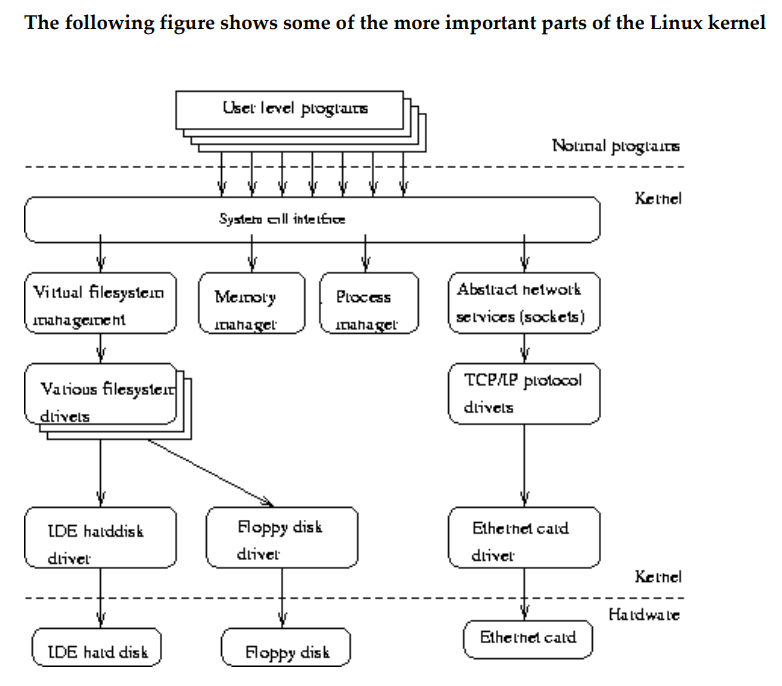 The following figure shows some of the more important parts of the Linux kernel
User level programs
Normal programs
Kernel
System call interface
Virtual filesystem
management
Memory
manager
Process
manager
Abstract network
services (sockets)
Various filesystem
drivers
TCP/IP protocol
drivers
IDE harddisk
driver
Floppy disk
driver
Ethernet card
driver
Kernel
Hardware
IDE hard disk
Floppy disk
Ethernet card